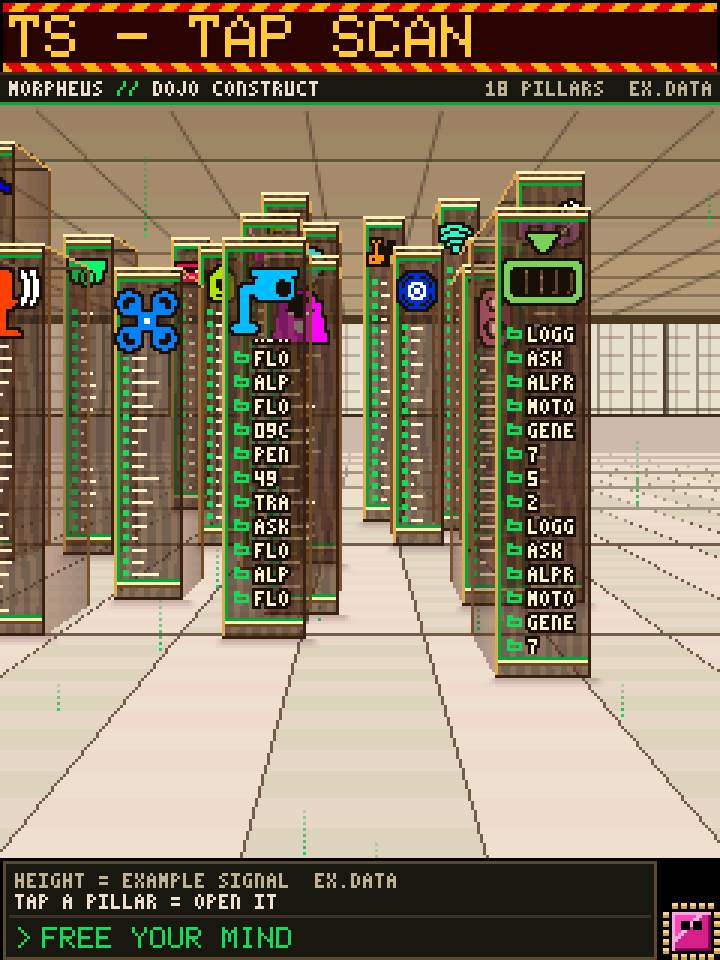 TS - TAP SCAN
MORPHEUS // DOJO CONSTRUCT
18 PILLARS EX.DATA
FLO
ALP
FLO
09C
PEN
49
TRA
ASK
FLO
ALP
FLO
LOGG
ASK
ALPR
MOTO
GENE
7
5
2
LOGG
ASK
ALPR
MOTO
GENE
7
HEIGHT = EXAMPLE SIGNAL EX.DATA
TAP A PILLAR = OPEN IT
>FREE YOUR MIND